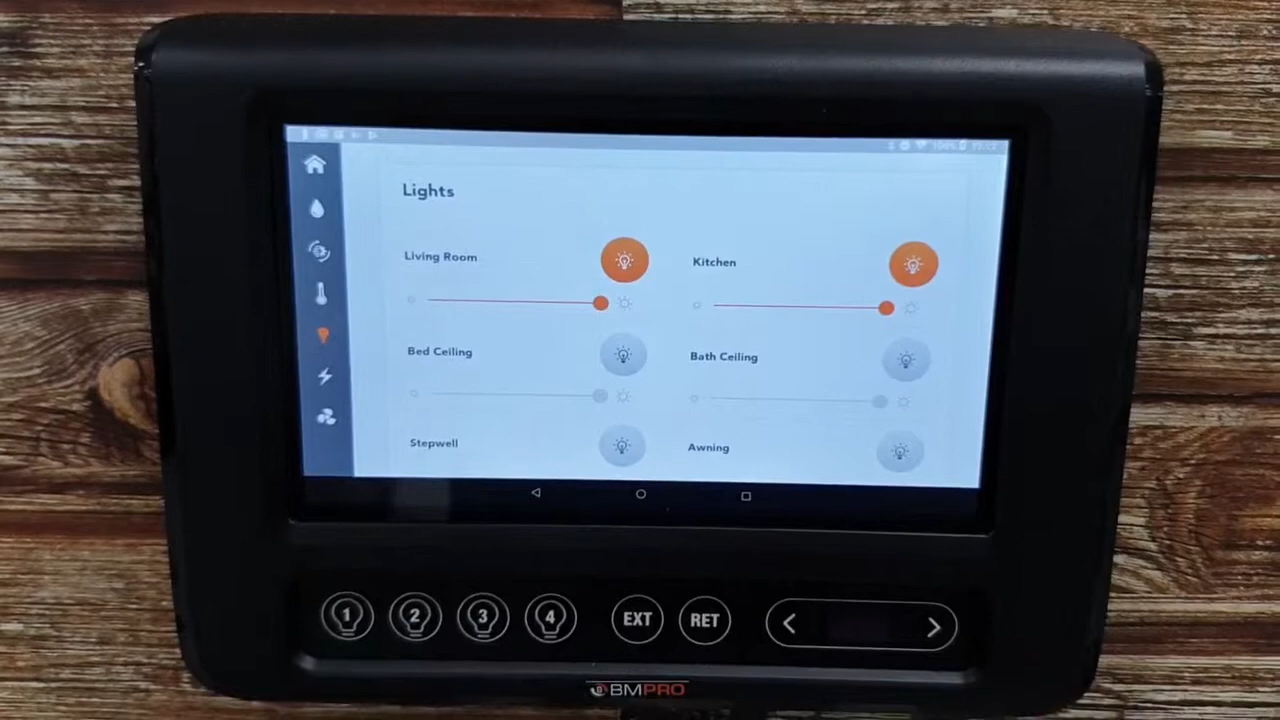 Lights
Living Room
Kitchen
Bed Ceiling
Bath Ceiling
Stepwell
Awning
1 2 3 4 EXT RET
BMPRO